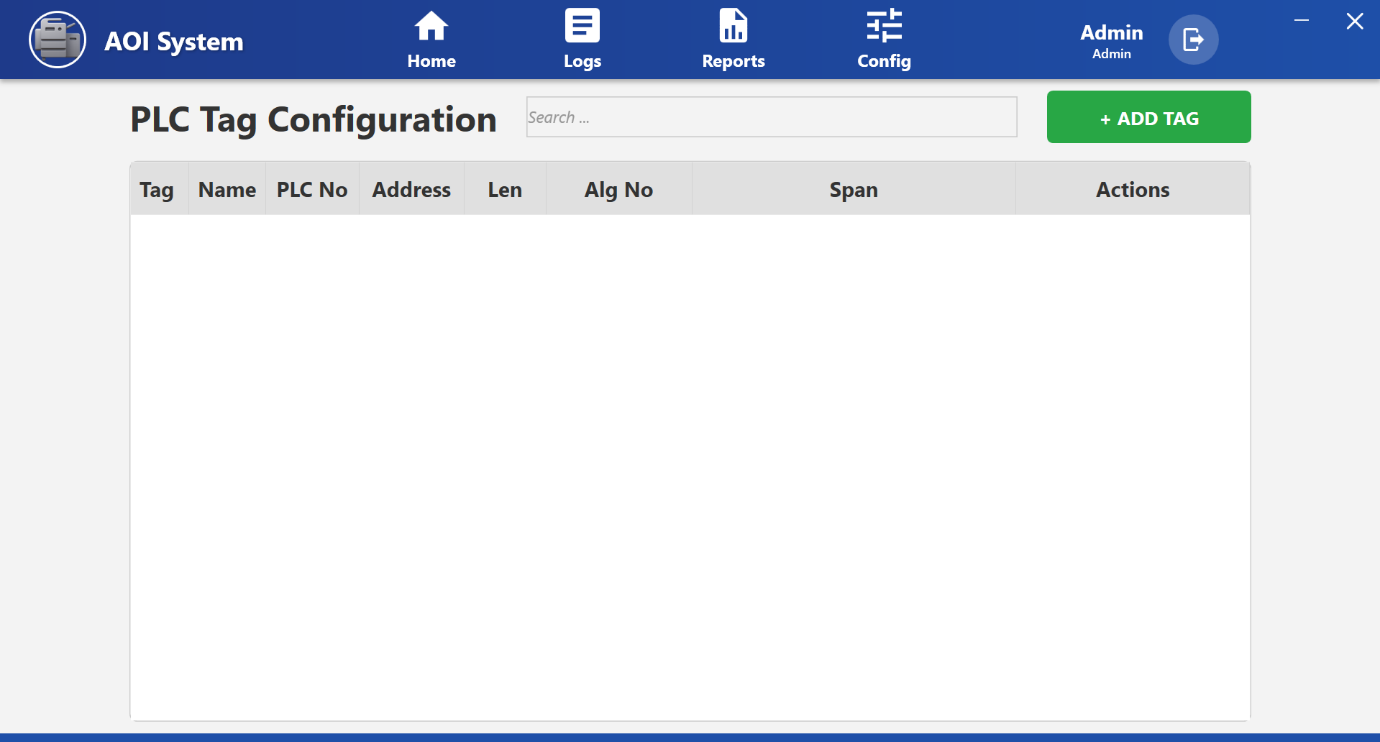 AOI System
Home
Logs
Reports
Config
Admin
Admin
PLC Tag Configuration
Search ...
+ ADD TAG
Tag Name PLC No Address Len Alg No Span Actions